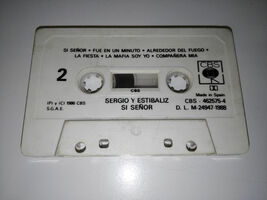 SI SEÑOR • FUE EN UN MINUTO • ALREDEDOR DEL FUEGO •
LA FIESTA • LA MAFIA SOY YO • COMPAÑERA MIA
CBS
2
Made in Spain
CBS
(P) y (C) 1988 CBS
S.G.A.E.
SERGIO Y ESTIBALIZ
SI SEÑOR
CBS - 462575-4
D. L. M-24947-1988